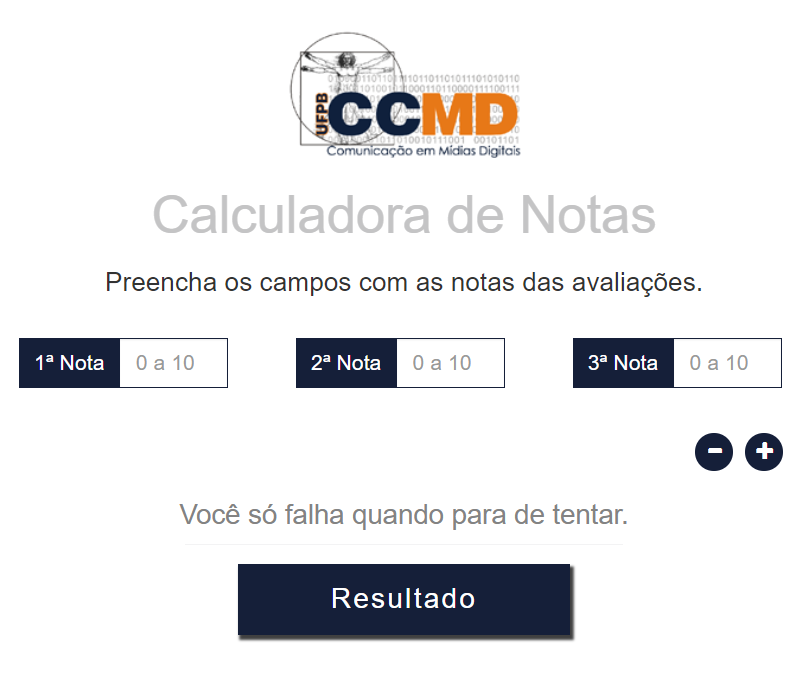 UFPB
CCMD
Comunicação em Mídias Digitais
Calculadora de Notas
Preencha os campos com as notas das avaliações.
1ª Nota 0 a 10 2ª Nota 0 a 10 3ª Nota 0 a 10
Você só falha quando para de tentar.
Resultado